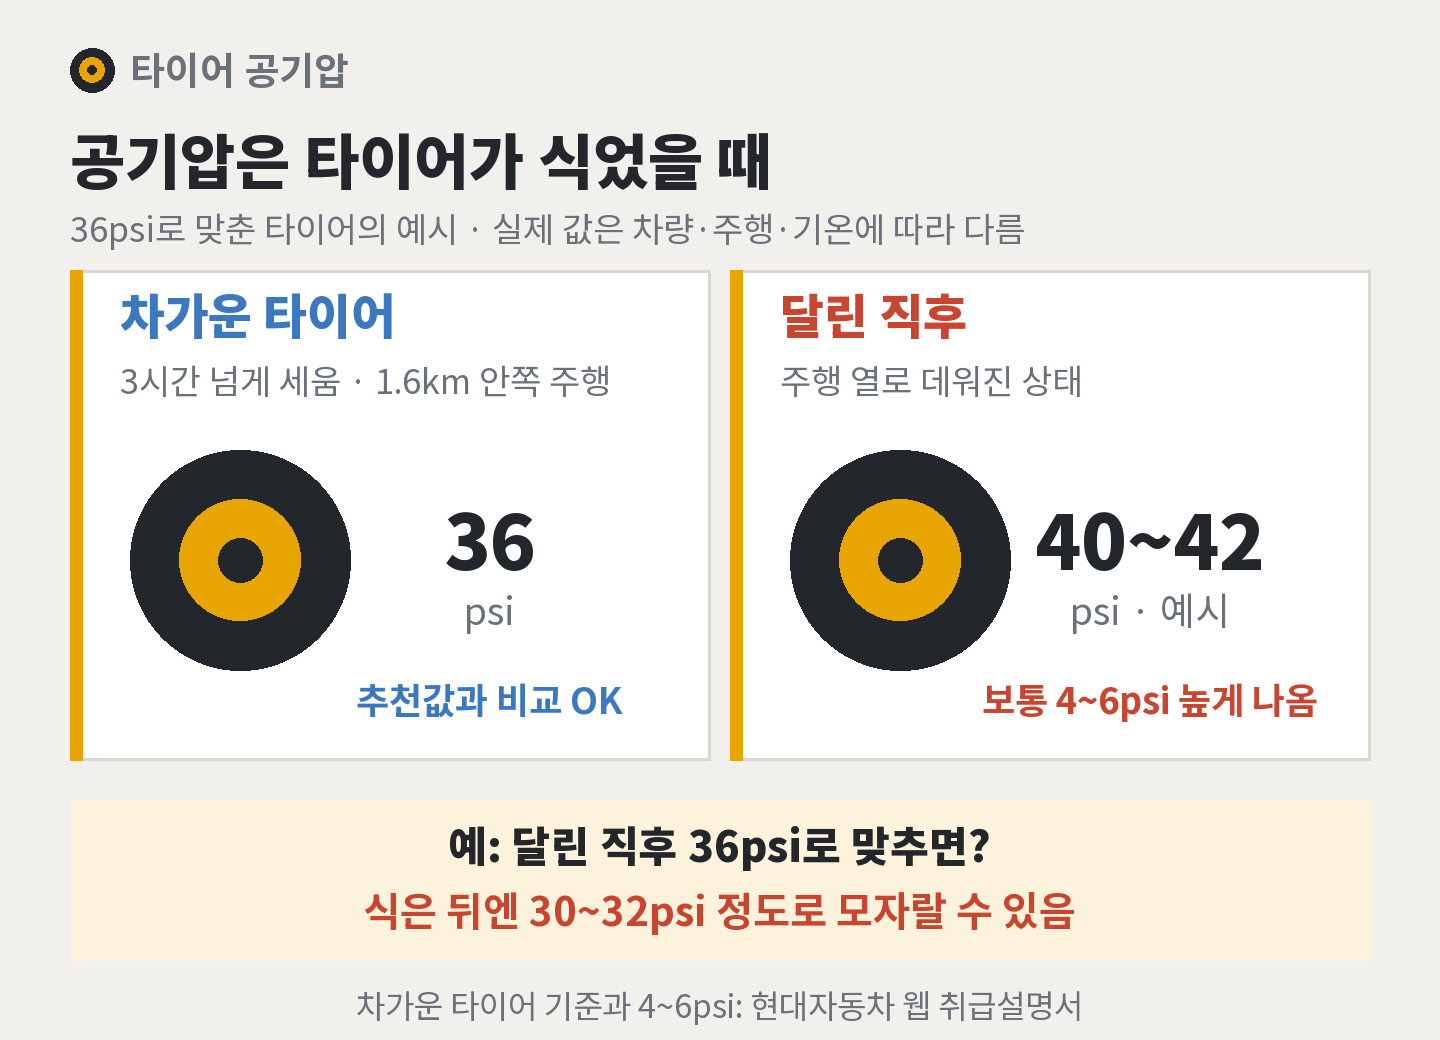 타이어 공기압
공기압은 타이어가 식었을 때
36psi로 맞춘 타이어의 예시 · 실제 값은 차량·주행·기온에 따라 다름
차가운 타이어
3시간 넘게 세움 · 1.6km 안쪽 주행
36
psi
추천값과 비교 OK
달린 직후
주행 열로 데워진 상태
40~42
psi · 예시
보통 4~6psi 높게 나옴
예: 달린 직후 36psi로 맞추면?
식은 뒤엔 30~32psi 정도로 모자랄 수 있음
차가운 타이어 기준과 4~6psi: 현대자동차 웹 취급설명서